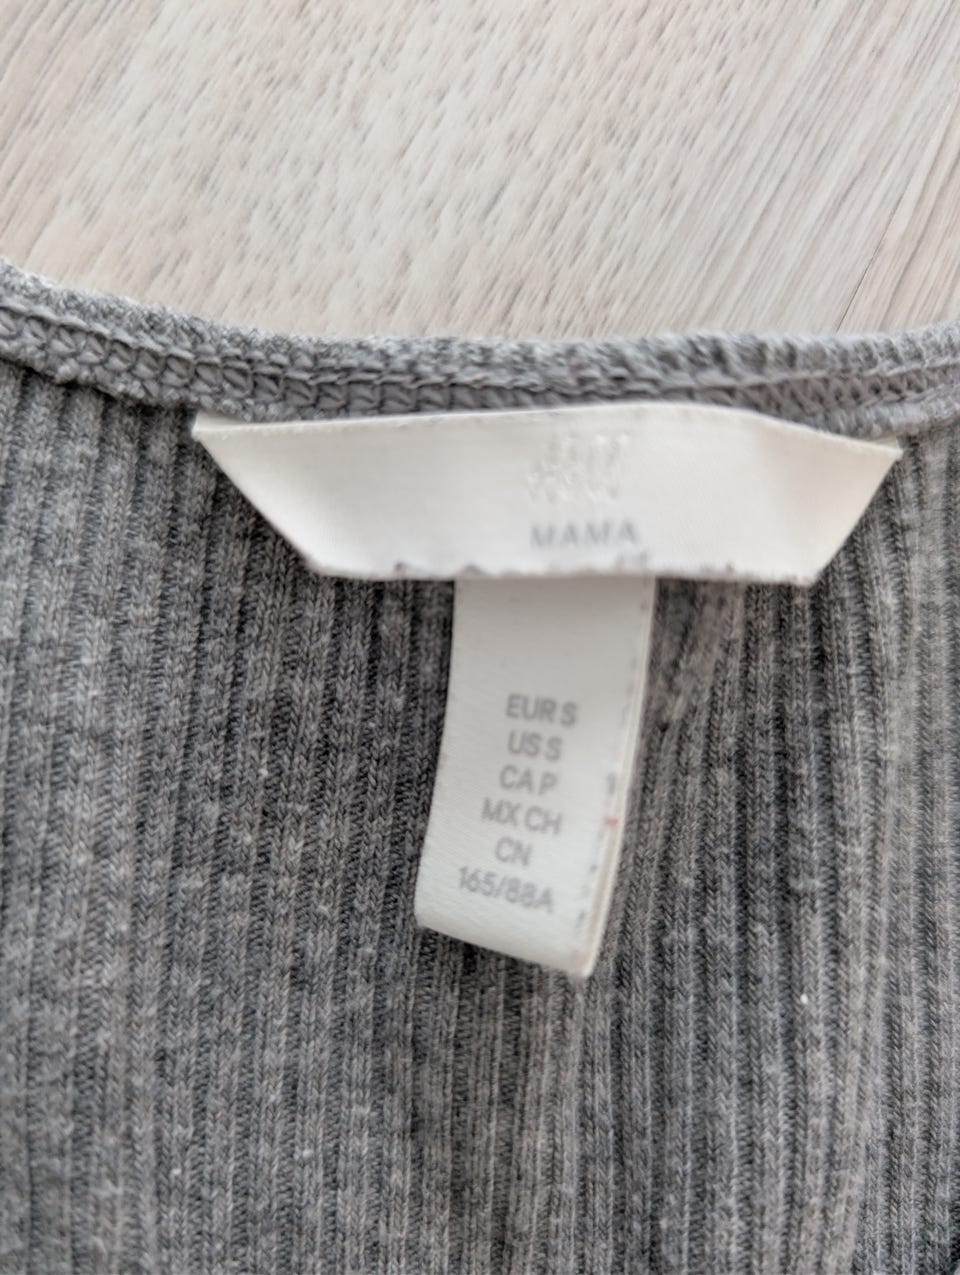 MAMA
EUR S
US S
CA P
MX CH
CN
165/88A